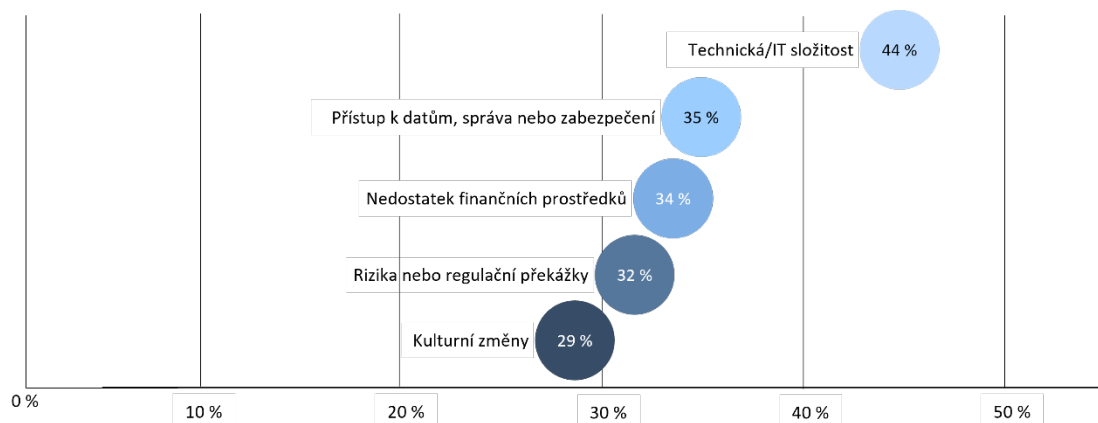 Technická/IT složitost 44 %
Přístup k datům, správa nebo zabezpečení 35 %
Nedostatek finančních prostředků 34 %
Rizika nebo regulační překážky 32 %
Kulturní změny 29 %
0 % 10 % 20 % 30 % 40 % 50 %